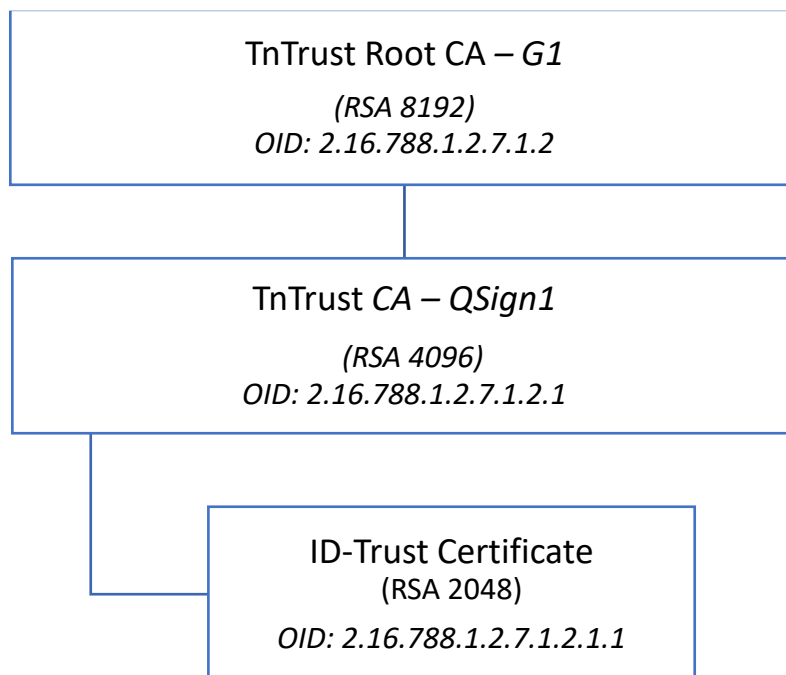 TnTrust Root CA – G1
(RSA 8192)
OID: 2.16.788.1.2.7.1.2
TnTrust CA – QSign1
(RSA 4096)
OID: 2.16.788.1.2.7.1.2.1
ID-Trust Certificate
(RSA 2048)
OID: 2.16.788.1.2.7.1.2.1.1